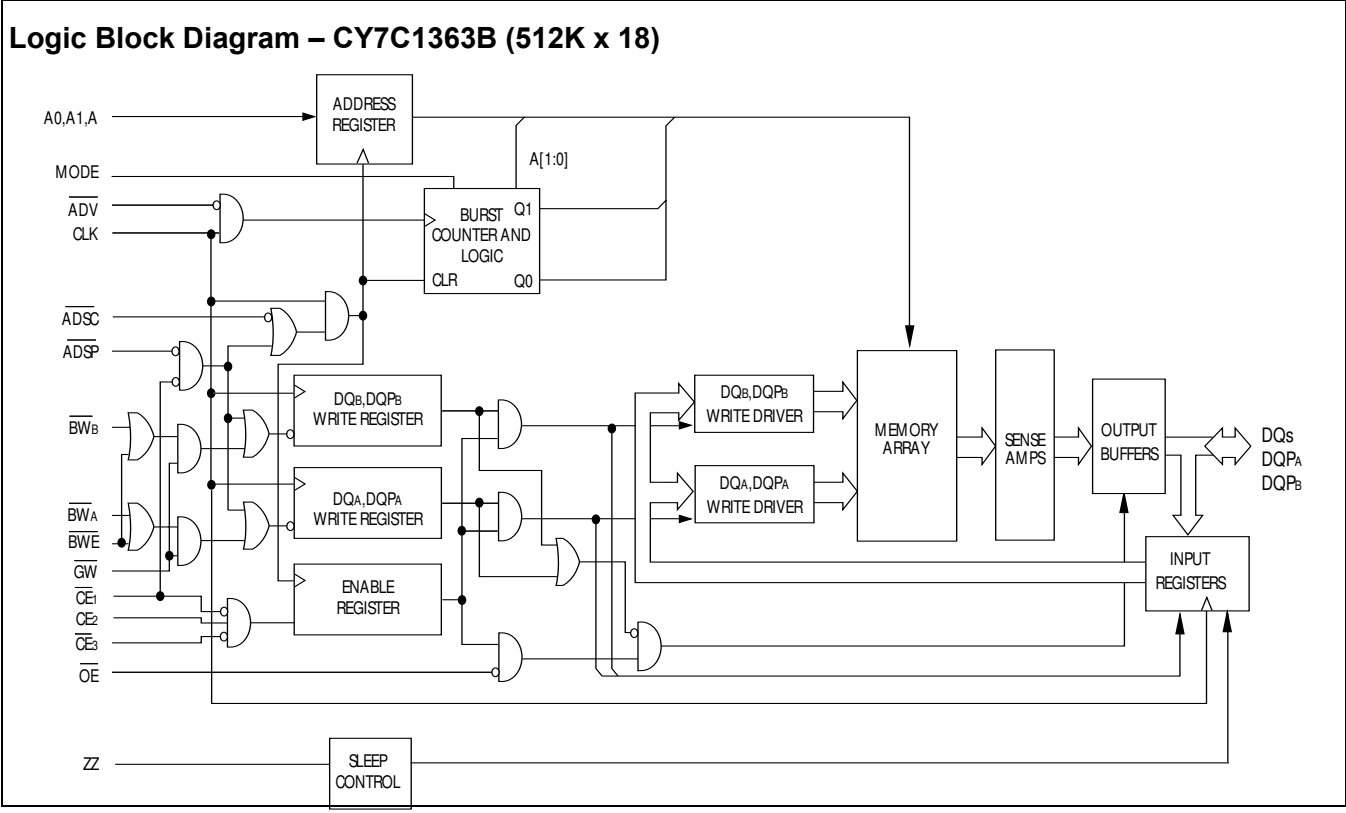 Logic Block Diagram – CY7C1363B (512K x 18)
A0,A1,A
ADDRESS
REGISTER
MODE
A[1:0]
ADV
CLK
BURST
COUNTER AND
LOGIC
Q1
CLR
Q0
ADSC
ADSP
BWB
DQB,DQPB
WRITE REGISTER
DQB,DQPB
WRITE DRIVER
MEMORY
ARRAY
SENSE
AMPS
OUTPUT
BUFFERS
DQs
DQPA
DQPB
BWA
BWE
DQA,DQPA
WRITE REGISTER
DQA,DQPA
WRITE DRIVER
GW
CE1
CE2
CE3
ENABLE
REGISTER
INPUT
REGISTERS
OE
ZZ
SLEEP
CONTROL